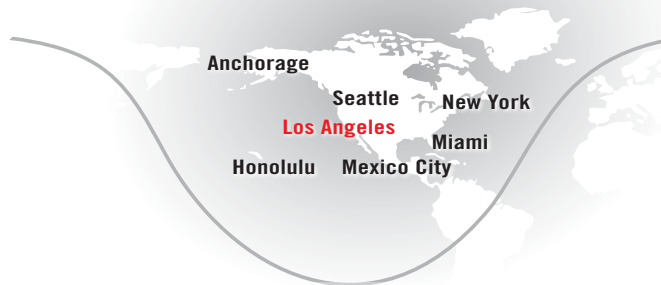 Anchorage
Seattle
New York
Los Angeles
Miami
Honolulu
Mexico City